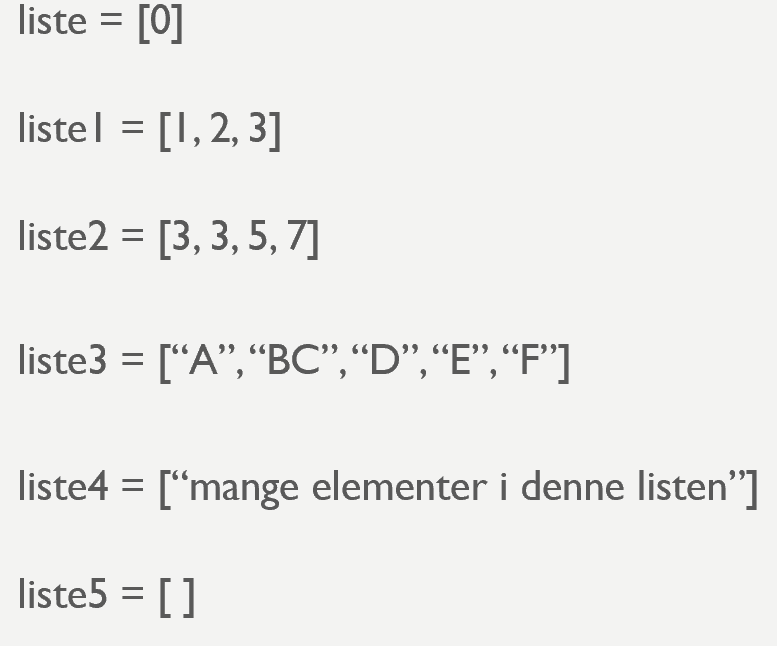 liste = [0]
liste1 = [1, 2, 3]
liste2 = [3, 3, 5, 7]
liste3 = [“A”, “BC”, “D”, “E”, “F”]
liste4 = [“mange elementer i denne listen”]
liste5 = [ ]